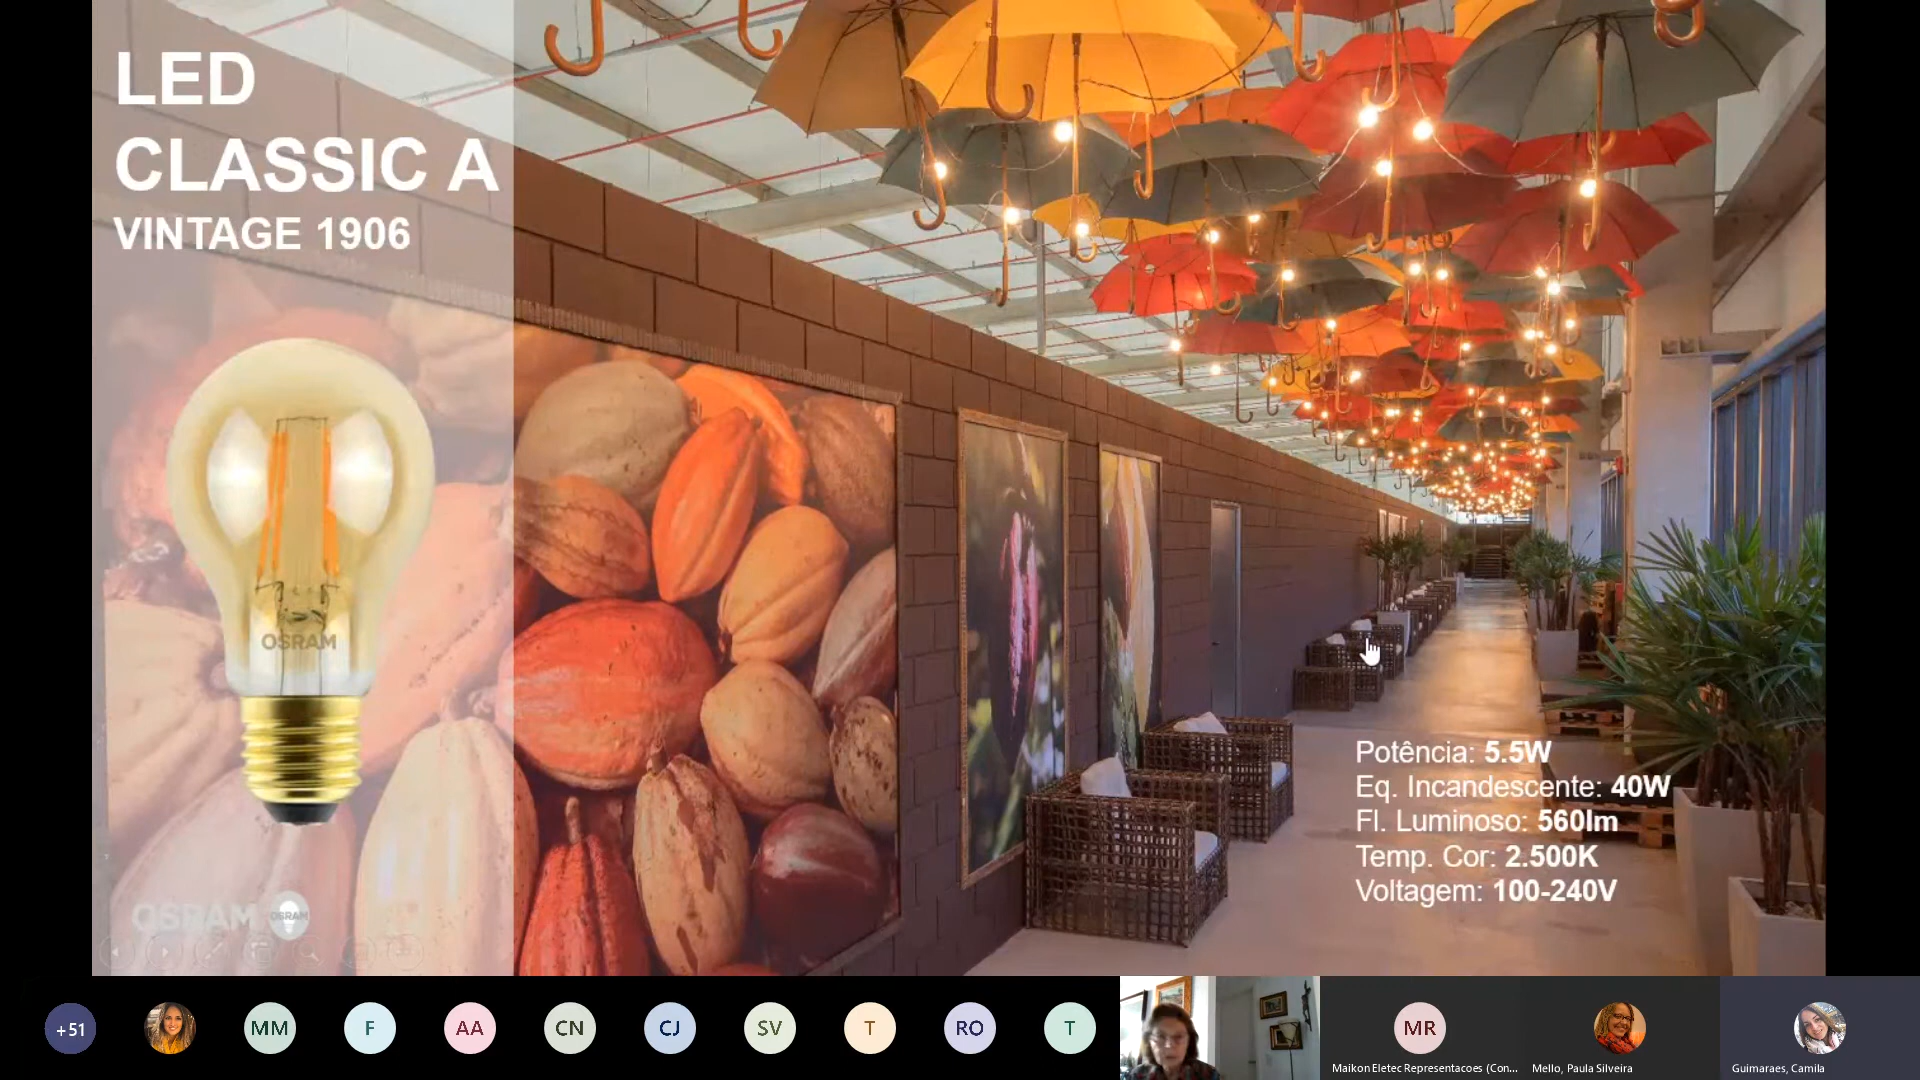 LED
CLASSIC A
VINTAGE 1906
OSRAM
OSRAM OSRAM
Potência: 5.5W
Eq. Incandescente: 40W
Fl. Luminoso: 560lm
Temp. Cor: 2.500K
Voltagem: 100-240V
+51
MM
F
AA
CN
CJ
SV
T
RO
T
MR
Maikon Eletec Representacoes (Con...
Mello, Paula Silveira
Guimaraes, Camila